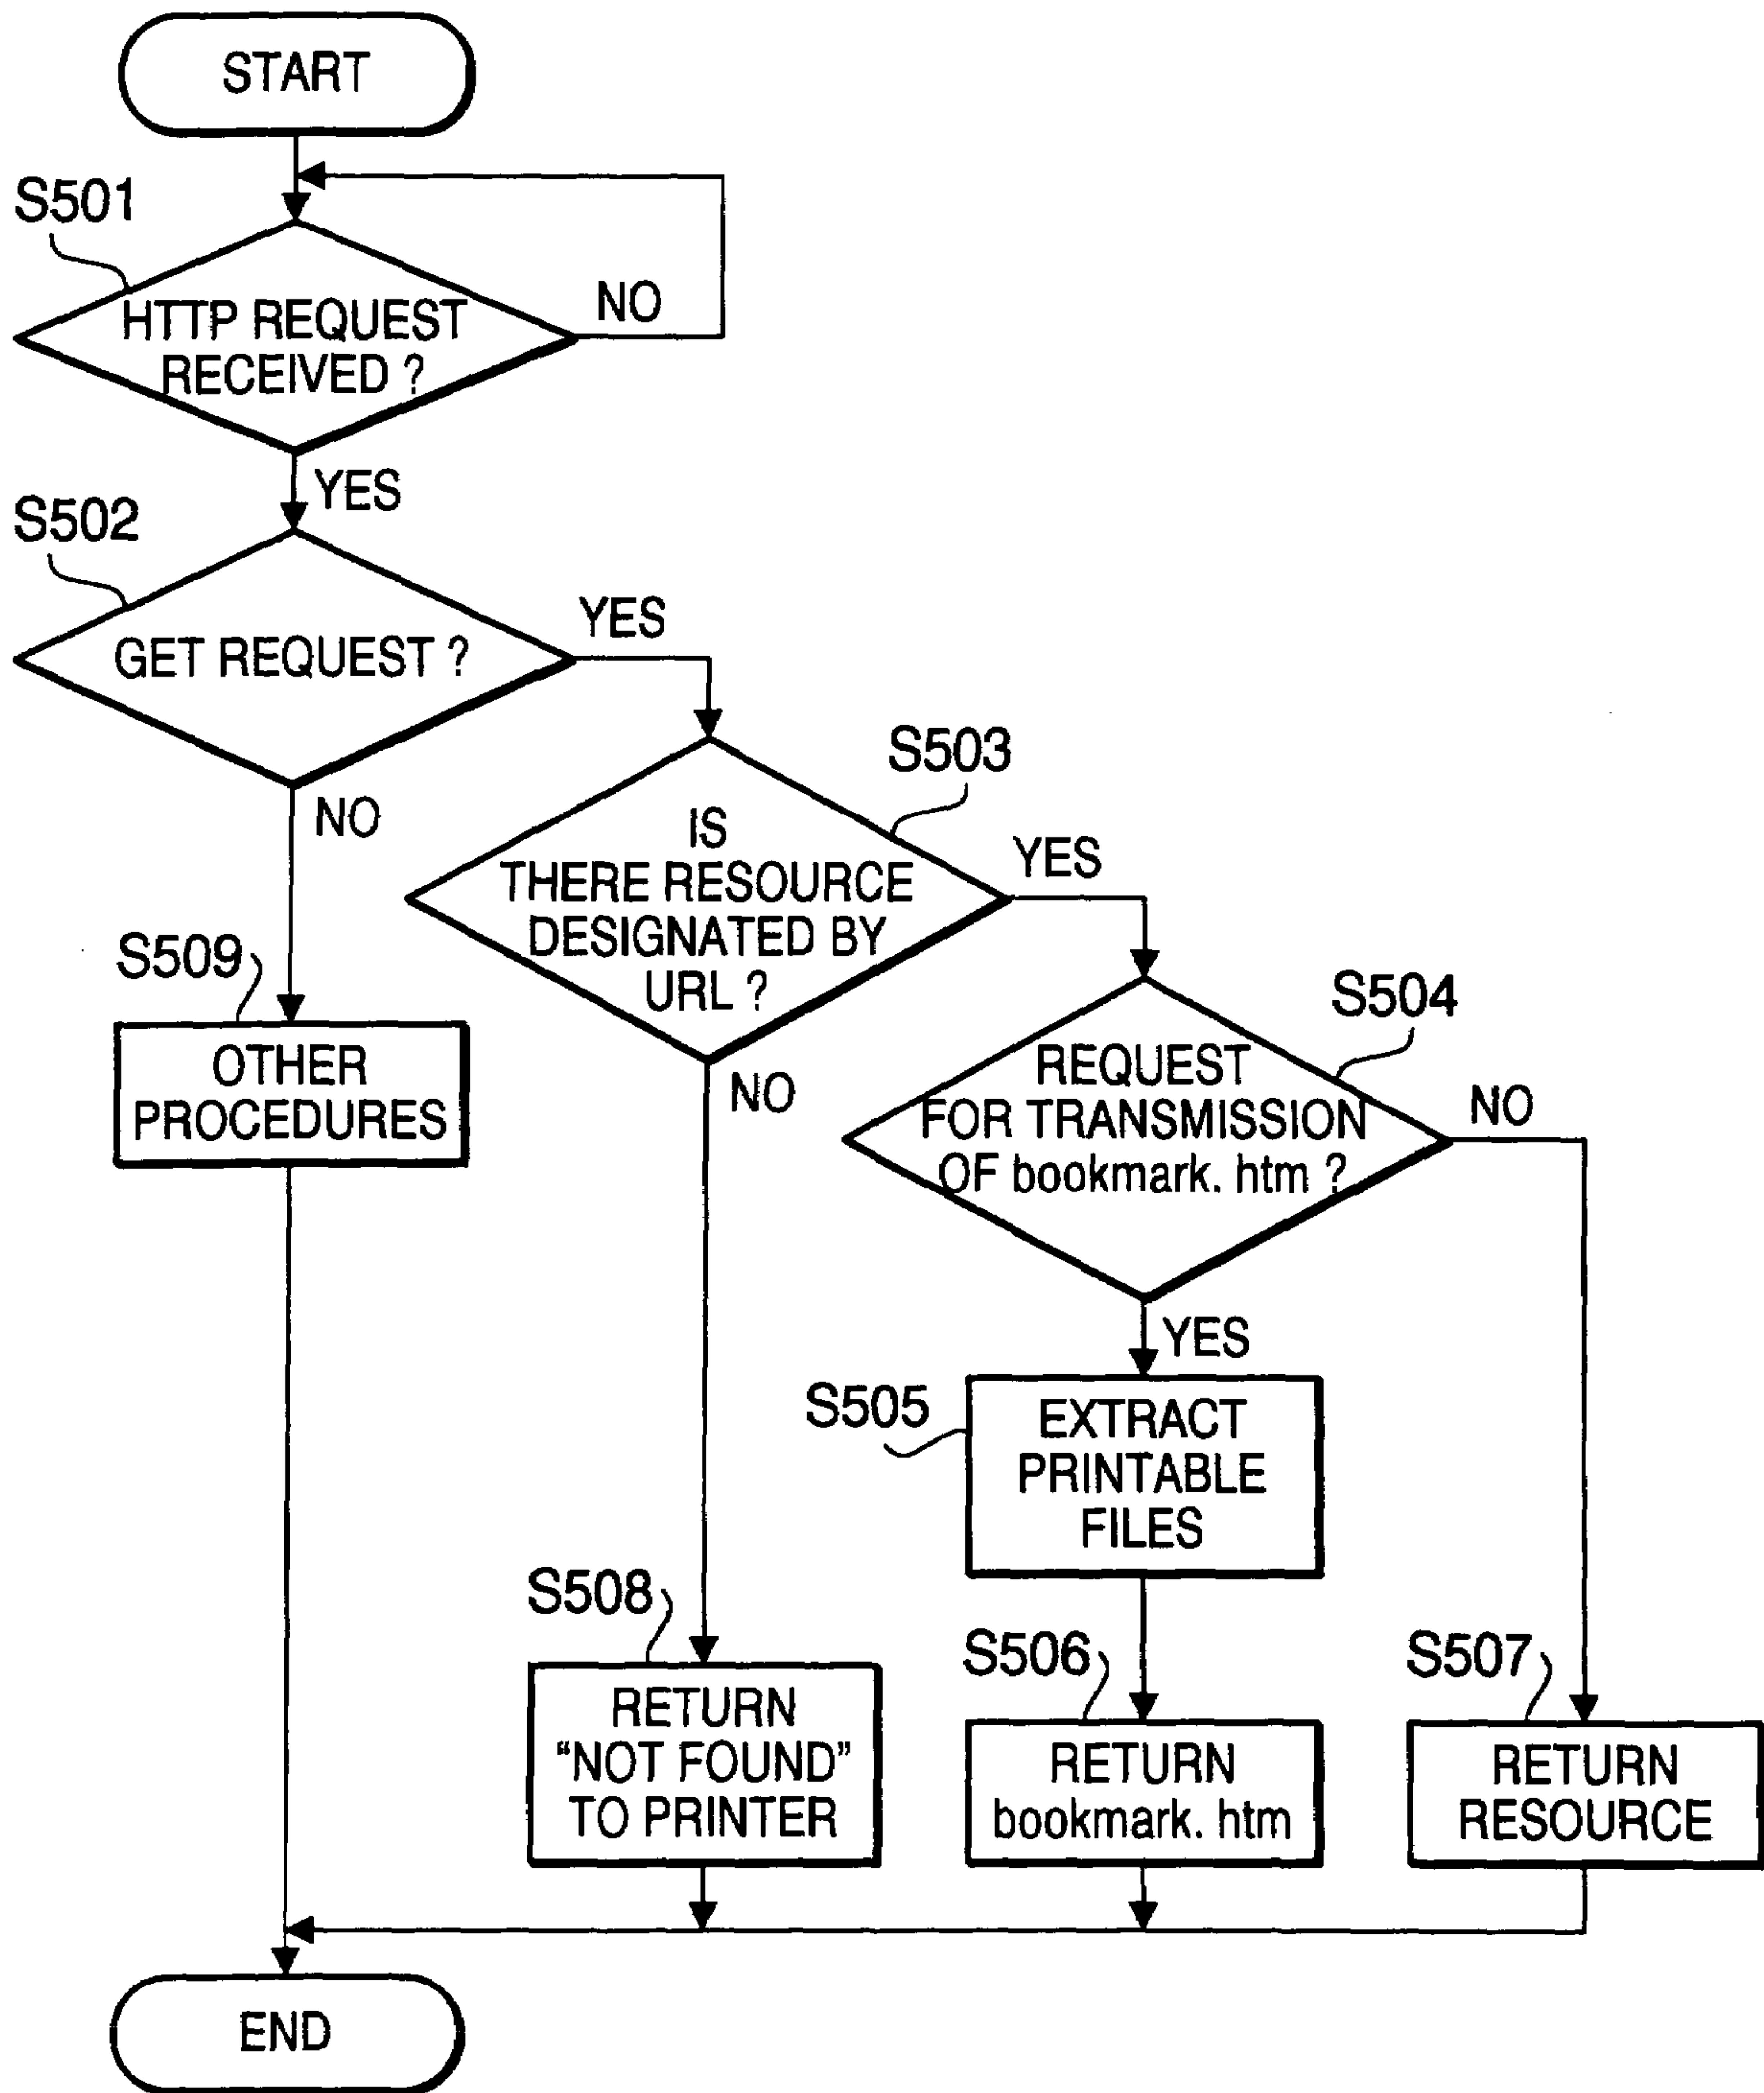 START
S501
HTTP REQUEST
RECEIVED ?
NO
YES
S502
GET REQUEST ?
YES
NO
S503
IS
THERE RESOURCE
DESIGNATED BY
URL ?
YES
NO
S509
OTHER
PROCEDURES
S504
REQUEST
FOR TRANSMISSION
OF bookmark. htm ?
NO
YES
S505
EXTRACT
PRINTABLE
FILES
S508
RETURN
“NOT FOUND”
TO PRINTER
S506
RETURN
bookmark. htm
S507
RETURN
RESOURCE
END